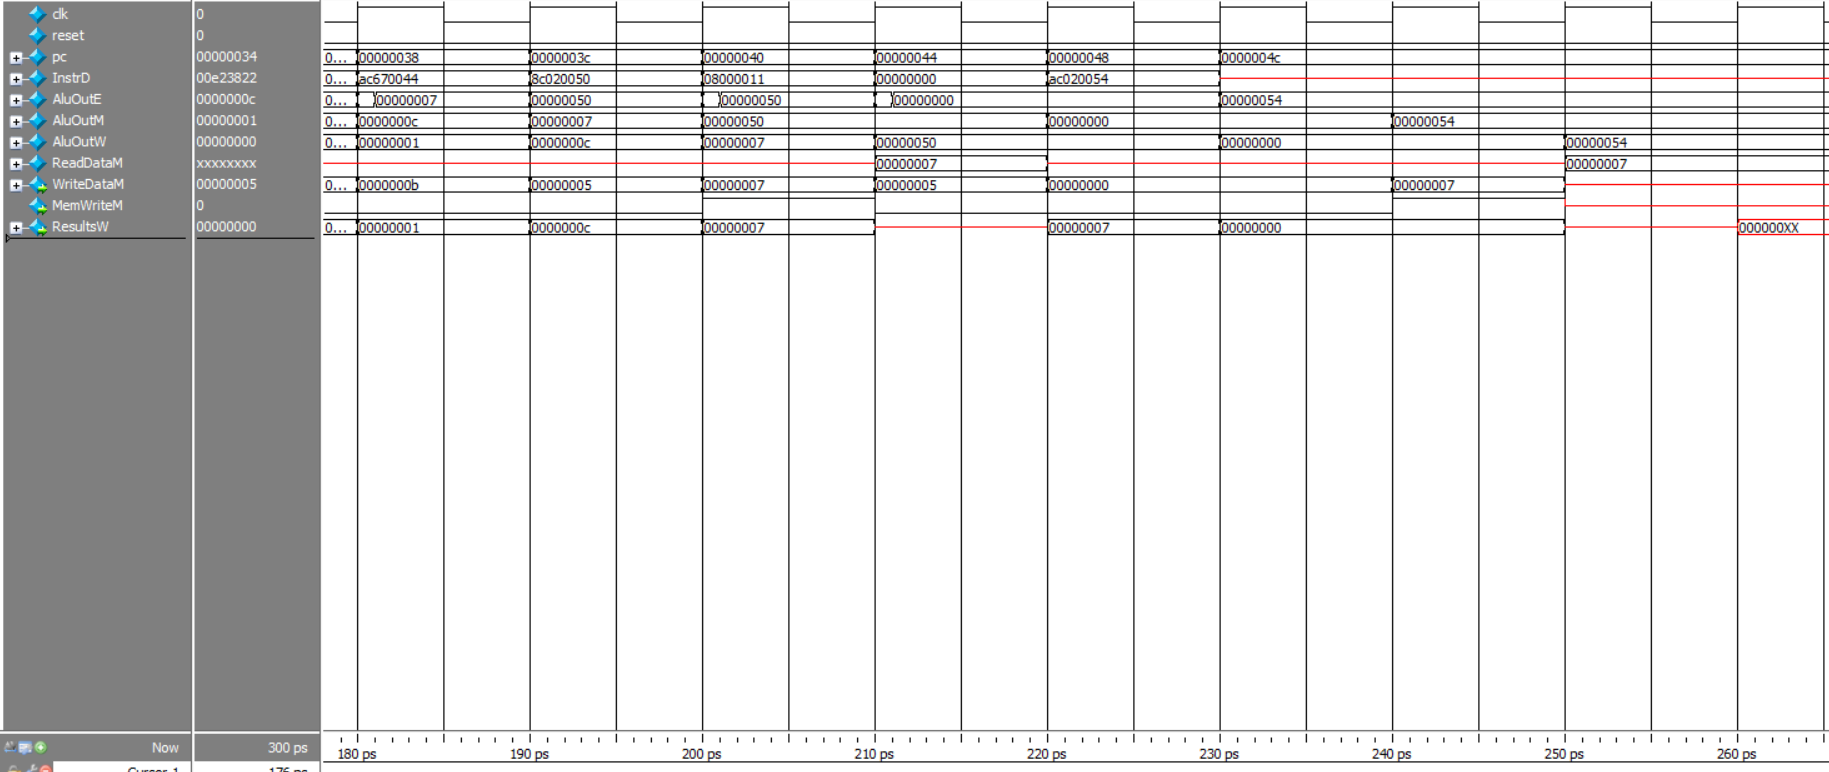 clk 0
reset 0
pc 00000034 0... 00000038 0000003c 00000040 00000044 00000048 0000004c
InstrD 00e23822 0... ac670044 8c020050 08000011 00000000 ac020054
AluOutE 0000000c 0... 00000007 00000050 00000050 00000000 00000054
AluOutM 00000001 0... 0000000c 00000007 00000050 00000000 00000054
AluOutW 00000000 0... 00000001 0000000c 00000007 00000050 00000000 00000054
ReadDataM xxxxxxxx 00000007 00000007
WriteDataM 00000005 0... 0000000b 00000005 00000007 00000005 00000000 00000007
MemWriteM 0
ResultsW 00000000 0... 00000001 0000000c 00000007 00000007 00000000 000000XX
Now 300 ps 180 ps 190 ps 200 ps 210 ps 220 ps 230 ps 240 ps 250 ps 260 ps
Cursor 1 176 ps